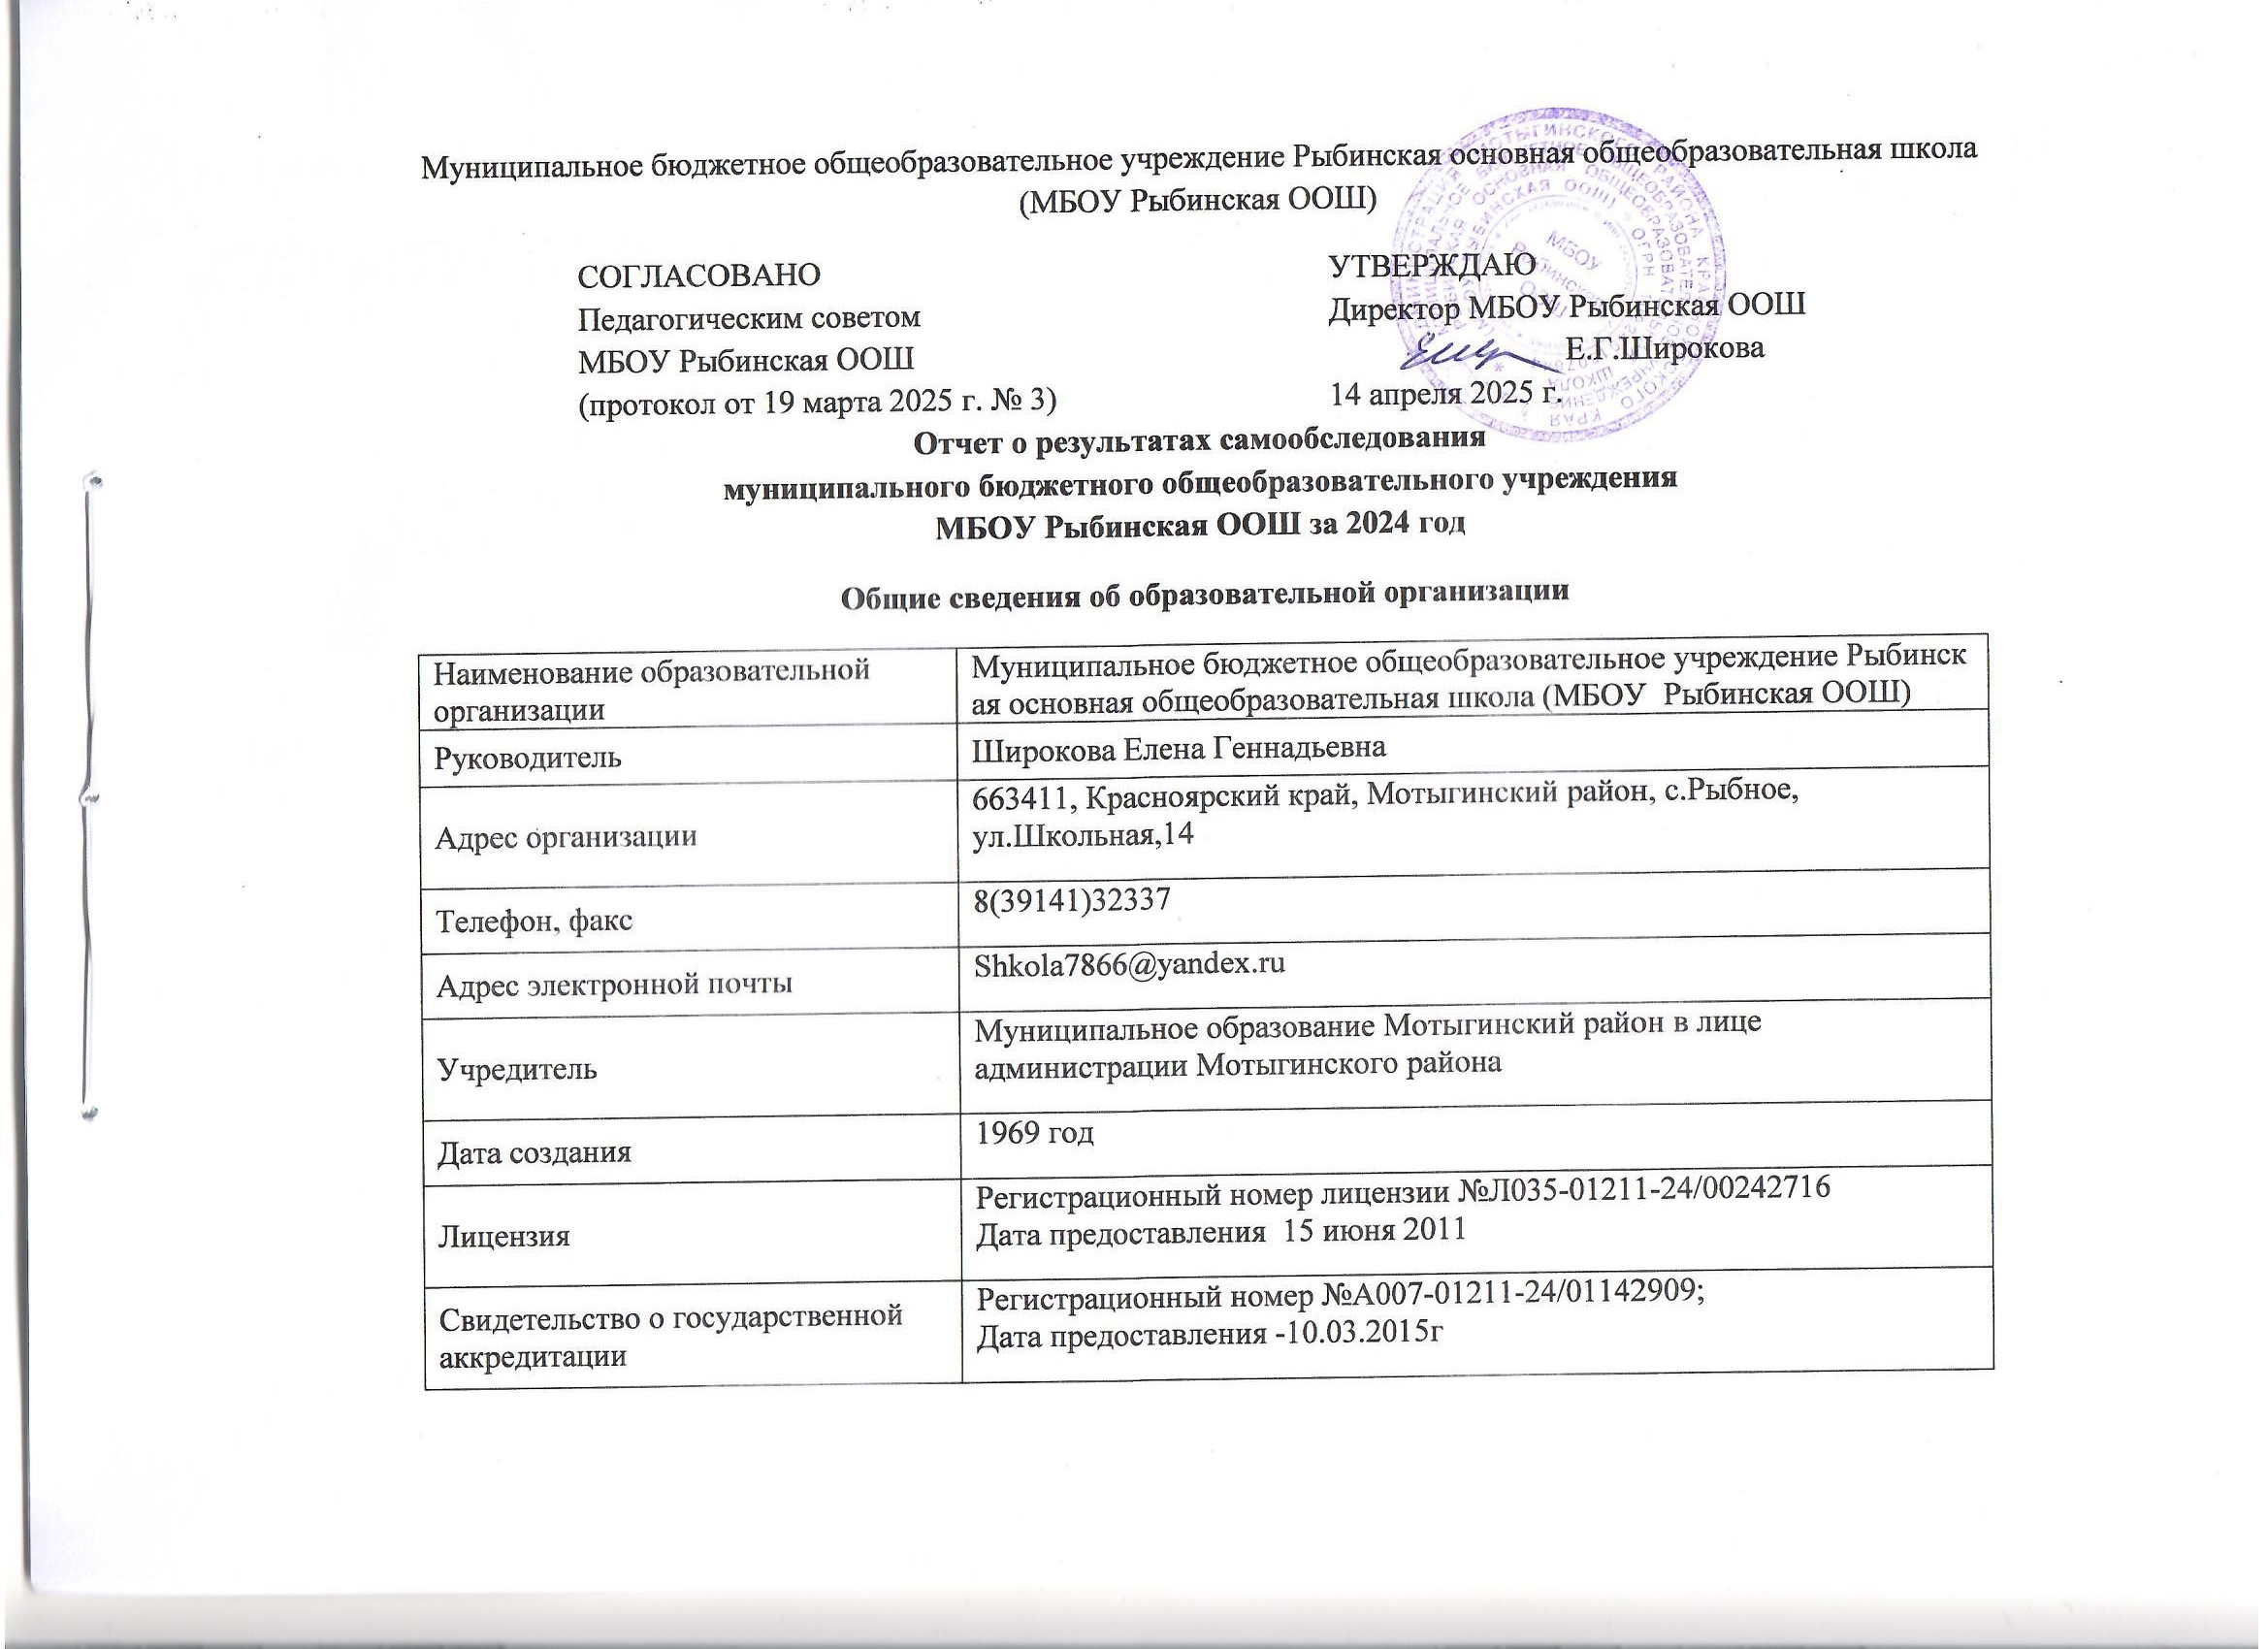 Муниципальное бюджетное общеобразовательное учреждение Рыбинская основная общеобразовательная школа
(МБОУ Рыбинская ООШ)
СОГЛАСОВАНО
Педагогическим советом
МБОУ Рыбинская ООШ
(протокол от 19 марта 2025 г. № 3)
УТВЕРЖДАЮ
Директор МБОУ Рыбинская ООШ
Е.Г.Широкова
14 апреля 2025 г.
МБОУ
Рыбинская
ООШ
Отчет о результатах самообследования
муниципального бюджетного общеобразовательного учреждения
МБОУ Рыбинская ООШ за 2024 год
Общие сведения об образовательной организации
Наименование образовательной
организации
Муниципальное бюджетное общеобразовательное учреждение Рыбинск
ая основная общеобразовательная школа (МБОУ  Рыбинская ООШ)
Руководитель
Широкова Елена Геннадьевна
Адрес организации
663411, Красноярский край, Мотыгинский район, с.Рыбное,
ул.Школьная,14
Телефон, факс
8(39141)32337
Адрес электронной почты
Shkola7866@yandex.ru
Учредитель
Муниципальное образование Мотыгинский район в лице
администрации Мотыгинского района
Дата создания
1969 год
Лицензия
Регистрационный номер лицензии №Л035-01211-24/00242716
Дата предоставления  15 июня 2011
Свидетельство о государственной
аккредитации
Регистрационный номер №А007-01211-24/01142909;
Дата предоставления -10.03.2015г